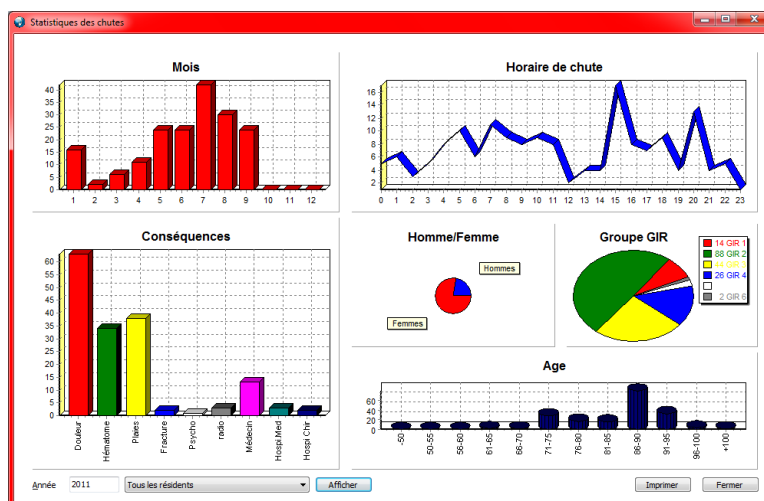 Statistiques des chutes
Mois
40
35
30
25
20
15
10
5
0
1 2 3 4 5 6 7 8 9 10 11 12
Horaire de chute
16
14
12
10
8
6
4
2
0 1 2 3 4 5 6 7 8 9 10 11 12 13 14 15 16 17 18 19 20 21 22 23
Conséquences
60
55
50
45
40
35
30
25
20
15
10
5
0
Douleur
Hématome
Plaies
Fracture
Psycho
radio
Médecin
Hospi.Med
Hospi.Chir
Homme/Femme
Hommes
Femmes
Groupe GIR
14 GIR 1
88 GIR 2
26 GIR 4
2 GIR 6
Age
60
40
20
0
-50
50-55
56-60
61-65
66-70
71-75
76-80
81-85
86-90
91-95
96-100
+100
Année 2011 Tous les résidents Afficher Imprimer Fermer